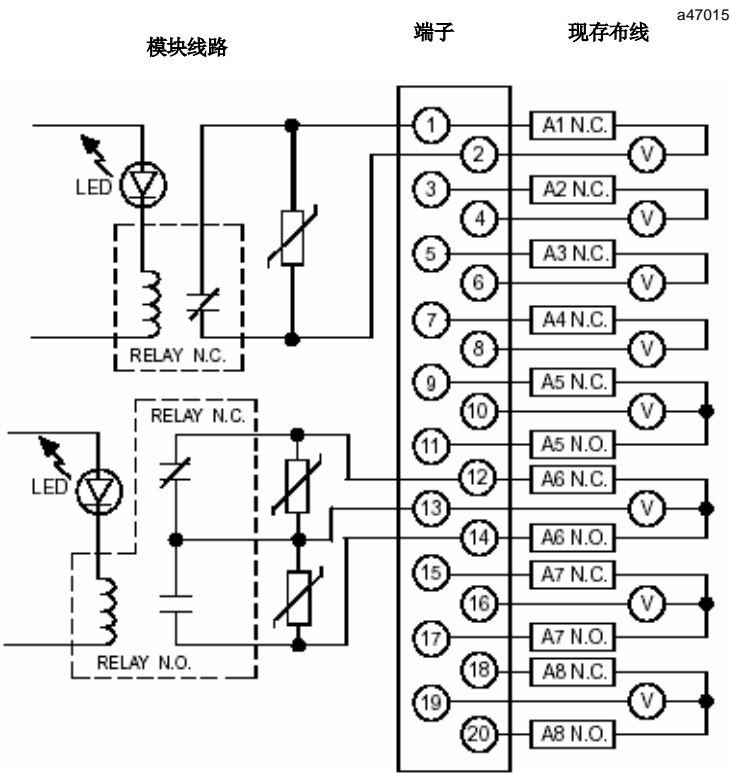 a47015
模块线路 端子 现存布线
1 A1 N.C.
2 V
LED
3 A2 N.C.
4 V
5 A3 N.C.
6 V
7 A4 N.C.
8 V
RELAY N.C.
9 A5 N.C.
10 V
RELAY N.C.
11 A5 N.O.
12 A6 N.C.
LED
13 V
14 A6 N.O.
15 A7 N.C.
16 V
17 A7 N.O.
RELAY N.O.
18 A8 N.C.
19 V
20 A8 N.O.